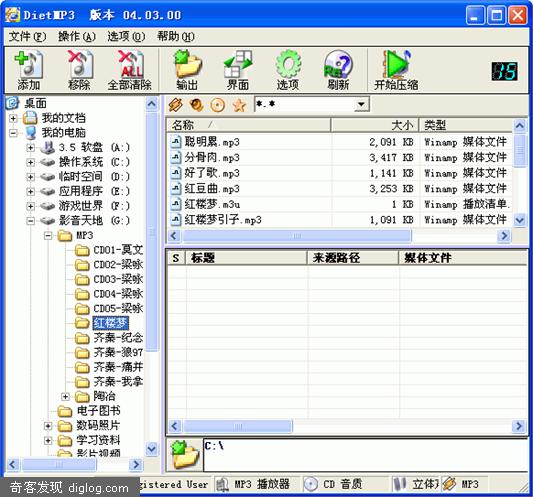 DietMP3 版本 04.03.00
文件(F) 操作(A) 选项(O) 帮助(H)
添加 移除 全部清除 输出 界面 选项 刷新 开始压缩
ALL
15
桌面
我的文档
我的电脑
3.5 软盘 (A:)
操作系统 (C:)
临时空间 (D:)
应用程序 (E:)
游戏世界 (F:)
影音天地 (G:)
MP3
CD01-莫文
CD02-梁咏
CD03-梁咏
CD04-梁咏
CD05-梁咏
红楼梦
齐秦-纪念
齐秦-狼97
齐秦-痛并
齐秦-我拿
陶冶
电子图书
数码照片
学习资料
影片视频
*.*
名称 大小 类型
聪明累.mp3 2,091 KB Winamp 媒体文件
分骨肉.mp3 3,417 KB Winamp 媒体文件
好了歌.mp3 1,141 KB Winamp 媒体文件
红豆曲.mp3 3,253 KB Winamp 媒体文件
红楼梦.m3u 1 KB Winamp 播放清单.
红楼梦引子.mp3 1,091 KB Winamp 媒体文件
S 标题 来源路径 媒体文件
C:\
奇客发现 diglog.com
gistered User MP3 播放器 CD 音质 立体 MP3